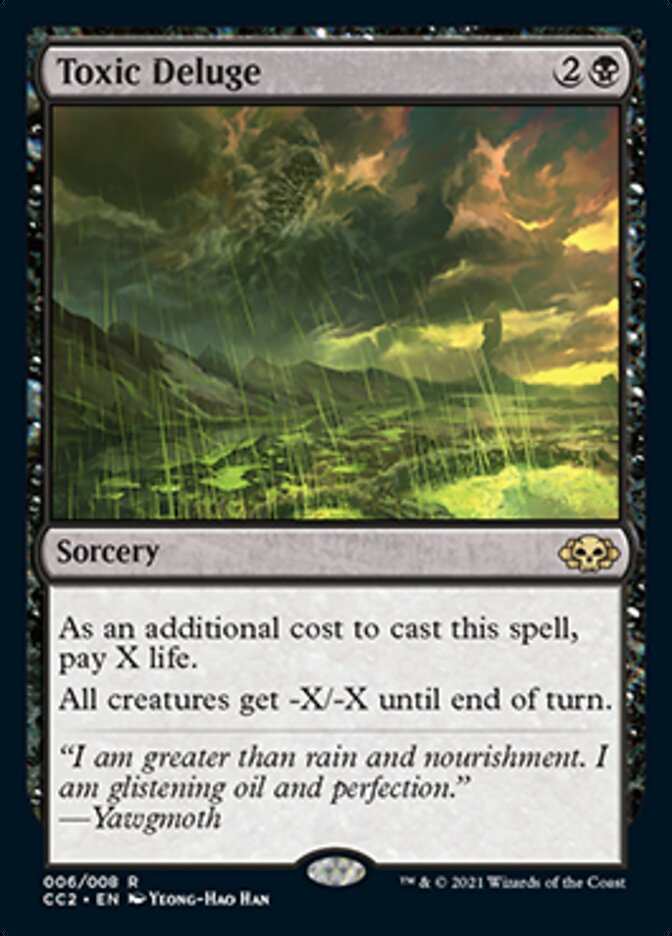 Toxic Deluge 2
Sorcery
As an additional cost to cast this spell,
pay X life.
All creatures get -X/-X until end of turn.
“I am greater than rain and nourishment. I
am glistening oil and perfection.”
—Yawgmoth
006/008 R
CC2 • EN Yeong-Hao Han
™ & © 2021 Wizards of the Coast